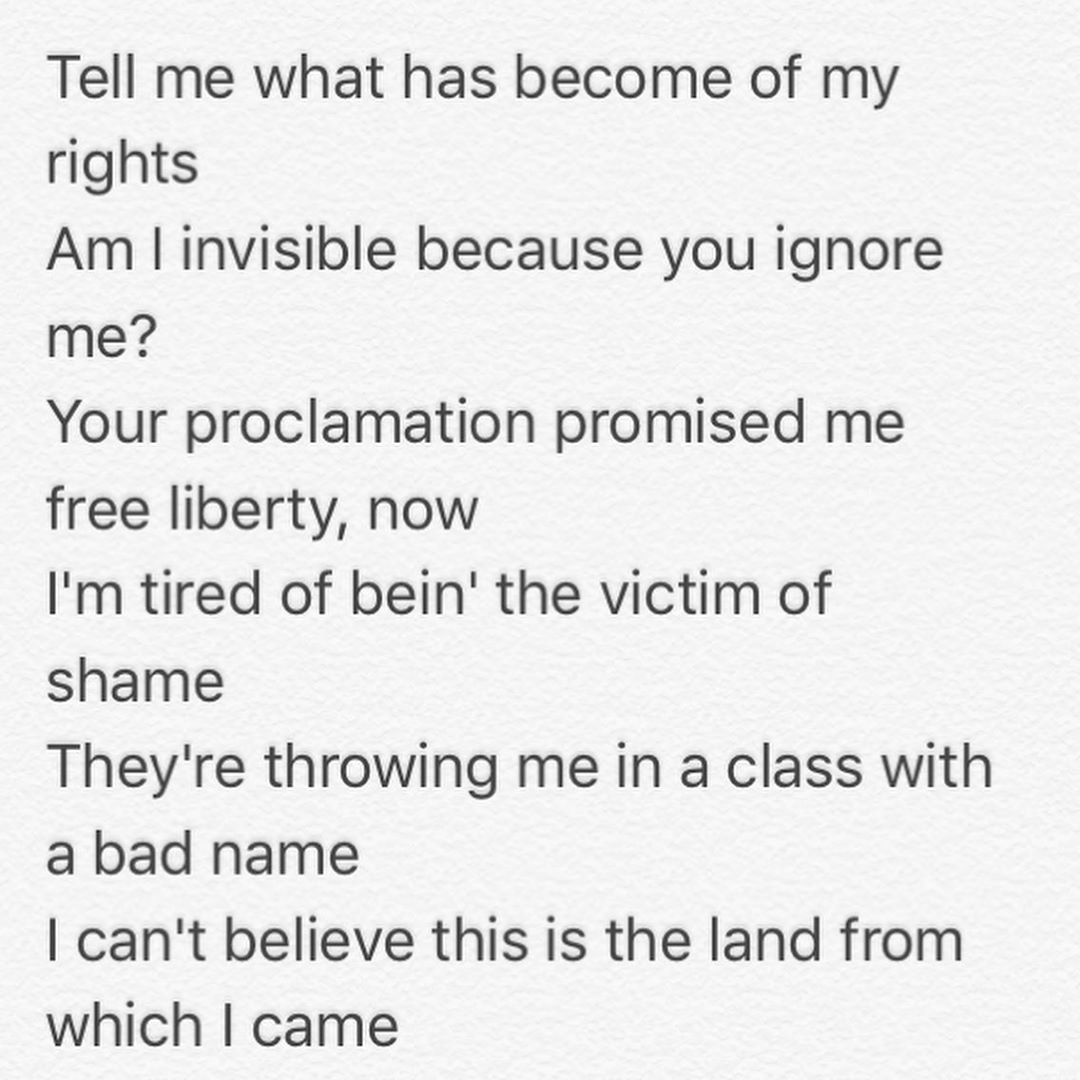 Tell me what has become of my
rights
Am I invisible because you ignore
me?
Your proclamation promised me
free liberty, now
I'm tired of bein' the victim of
shame
They're throwing me in a class with
a bad name
I can't believe this is the land from
which I came